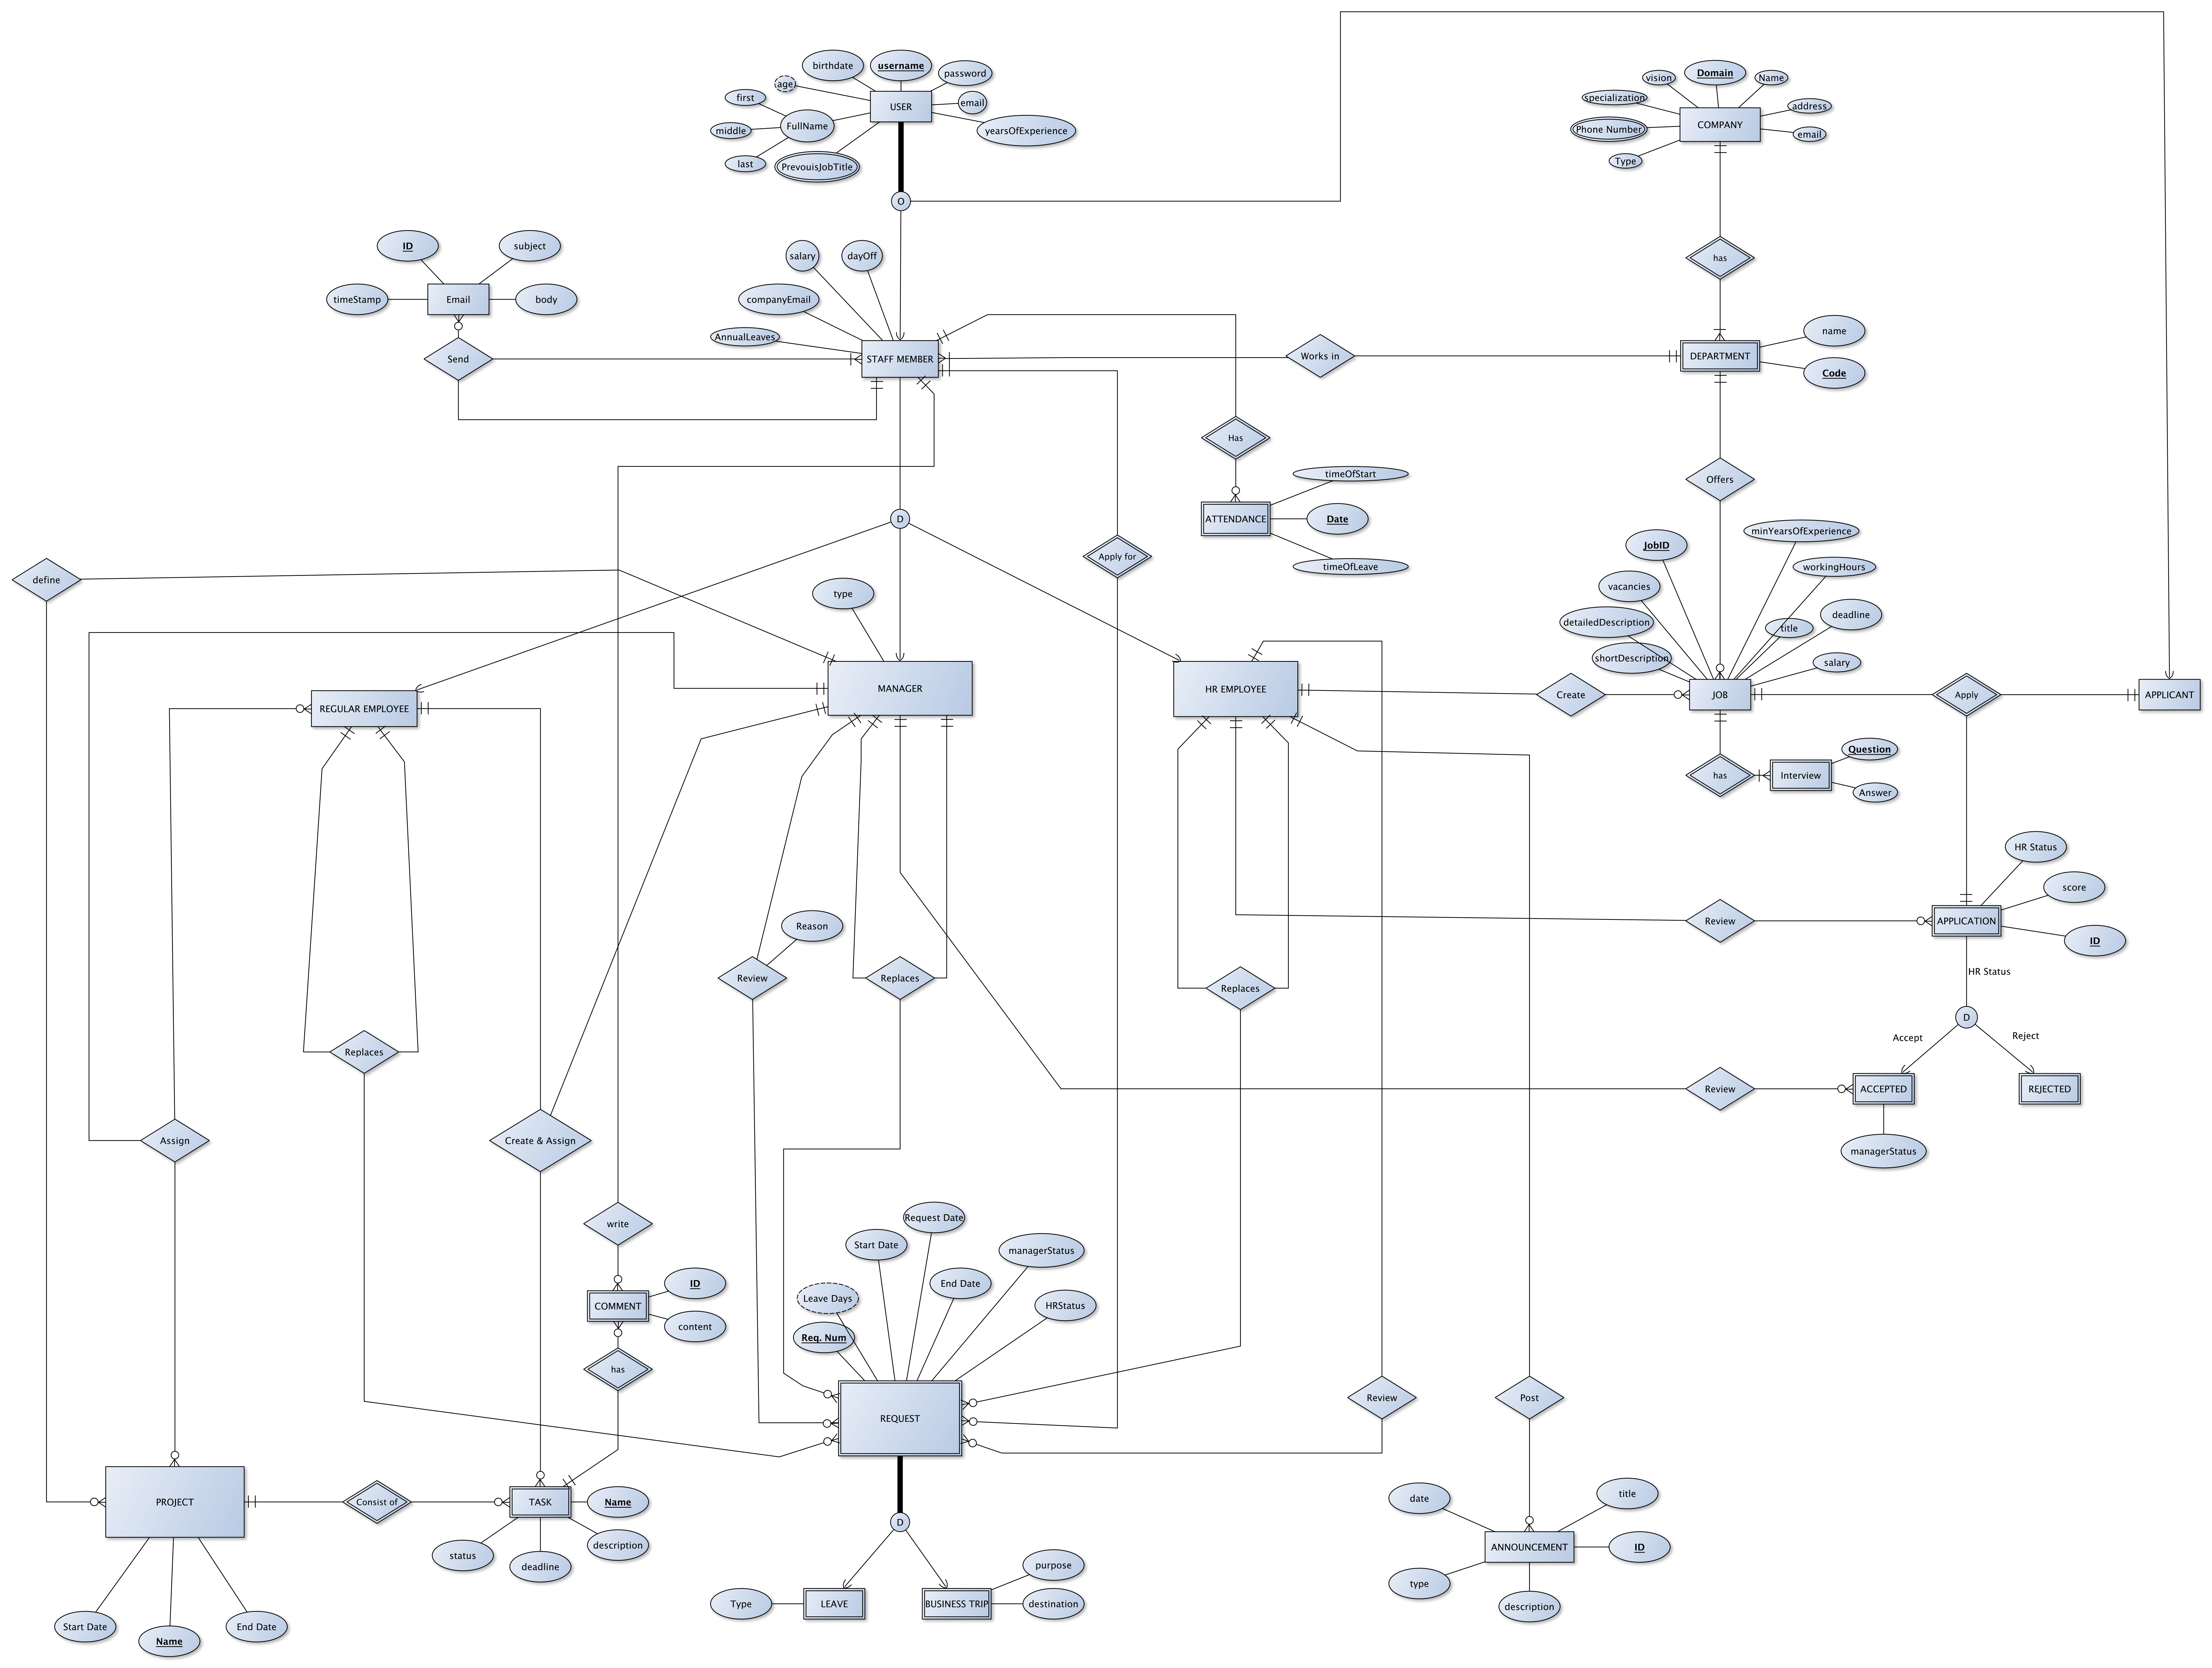 birthdate
username
password
age
email
first
USER
FullName
middle
yearsOfExperience
last
PrevouisJobTitle
O
vision
Domain
Name
specialization
address
Phone Number
COMPANY
email
Type
has
ID
subject
timeStamp
Email
body
salary
dayOff
companyEmail
AnnualLeaves
Send
STAFF MEMBER
Works in
DEPARTMENT
name
Code
Has
timeOfStart
ATTENDANCE
Date
timeOfLeave
Offers
D
Apply for
define
type
JobID
minYearsOfExperience
vacancies
workingHours
detailedDescription
deadline
title
shortDescription
salary
REGULAR EMPLOYEE
MANAGER
HR EMPLOYEE
Create
JOB
Apply
APPLICANT
has
Interview
Question
Answer
HR Status
score
Reason
Review
APPLICATION
ID
Review
Replaces
Replaces
HR Status
D
Accept
Reject
Replaces
Review
ACCEPTED
REJECTED
Assign
Create & Assign
managerStatus
write
Request Date
Start Date
managerStatus
ID
COMMENT
content
Leave Days
End Date
HRStatus
Req. Num
has
REQUEST
Review
Post
PROJECT
Consist of
TASK
Name
status
deadline
description
D
date
title
ANNOUNCEMENT
ID
type
description
Start Date
Name
End Date
Type
LEAVE
BUSINESS TRIP
purpose
destination